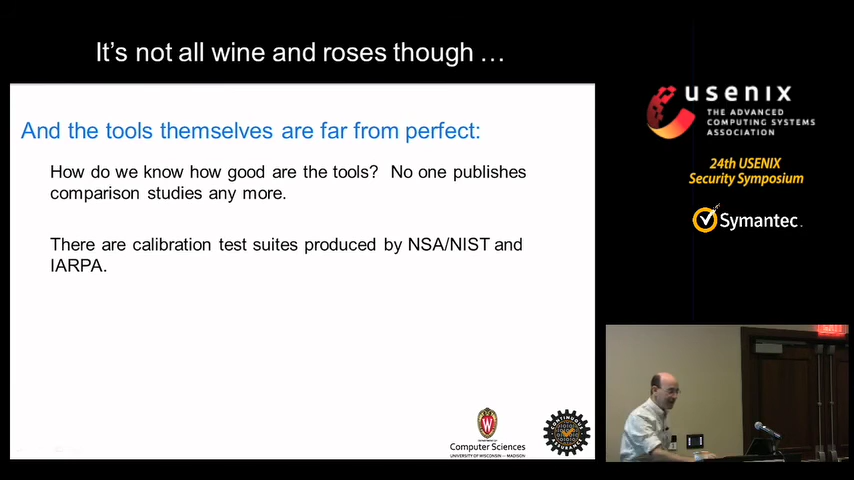 It's not all wine and roses though …
And the tools themselves are far from perfect:
How do we know how good are the tools? No one publishes
comparison studies any more.
There are calibration test suites produced by NSA/NIST and
IARPA.
W
Computer Sciences
UNIVERSITY OF WISCONSIN — MADISON
usenix
THE ADVANCED
COMPUTING SYSTEMS
ASSOCIATION
24th USENIX
Security Symposium
Symantec.